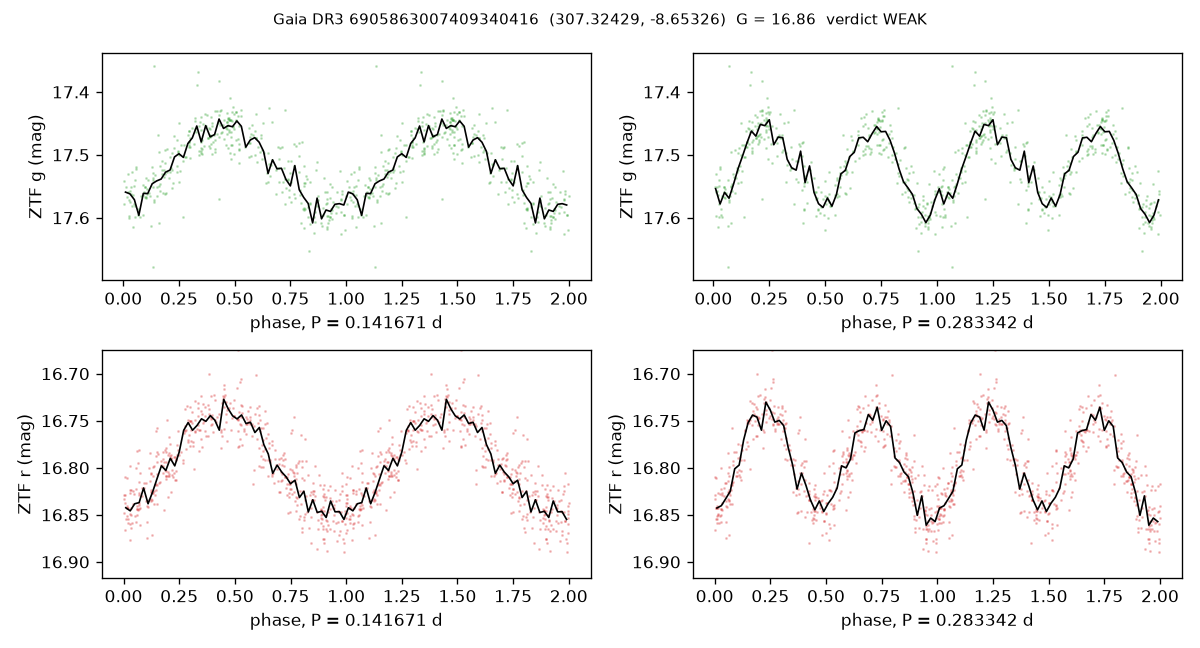 Gaia DR3 6905863007409340416 (307.32429, -8.65326) G = 16.86 verdict WEAK
ZTF g (mag)
17.4
17.5
17.6
0.00 0.25 0.50 0.75 1.00 1.25 1.50 1.75 2.00
phase, P = 0.141671 d
ZTF g (mag)
17.4
17.5
17.6
0.00 0.25 0.50 0.75 1.00 1.25 1.50 1.75 2.00
phase, P = 0.283342 d
ZTF r (mag)
16.70
16.75
16.80
16.85
16.90
0.00 0.25 0.50 0.75 1.00 1.25 1.50 1.75 2.00
phase, P = 0.141671 d
ZTF r (mag)
16.70
16.75
16.80
16.85
16.90
0.00 0.25 0.50 0.75 1.00 1.25 1.50 1.75 2.00
phase, P = 0.283342 d